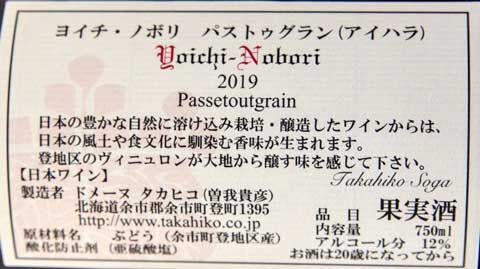 ヨイチ・ノボリ　パストゥグラン(アイハラ)
Yoichi-Nobori
2019
Passetoutgrain
日本の豊かな自然に溶け込み栽培・醸造したワインからは、
日本の風土や食文化に馴染む香味が生まれます。
登地区のヴィニュロンが大地から醸す味を感じて下さい。
Takahiko Soga
【日本ワイン】
製造者　ドメーヌ　タカヒコ(曽我貴彦)
北海道余市郡余市町登町1395
http://www.takahiko.co.jp
原材料名　ぶどう（余市町登地区産）
酸化防止剤（亜硫酸塩）
品　目　果実酒
内容量　750ml
アルコール分　12%
お酒は20歳になってから